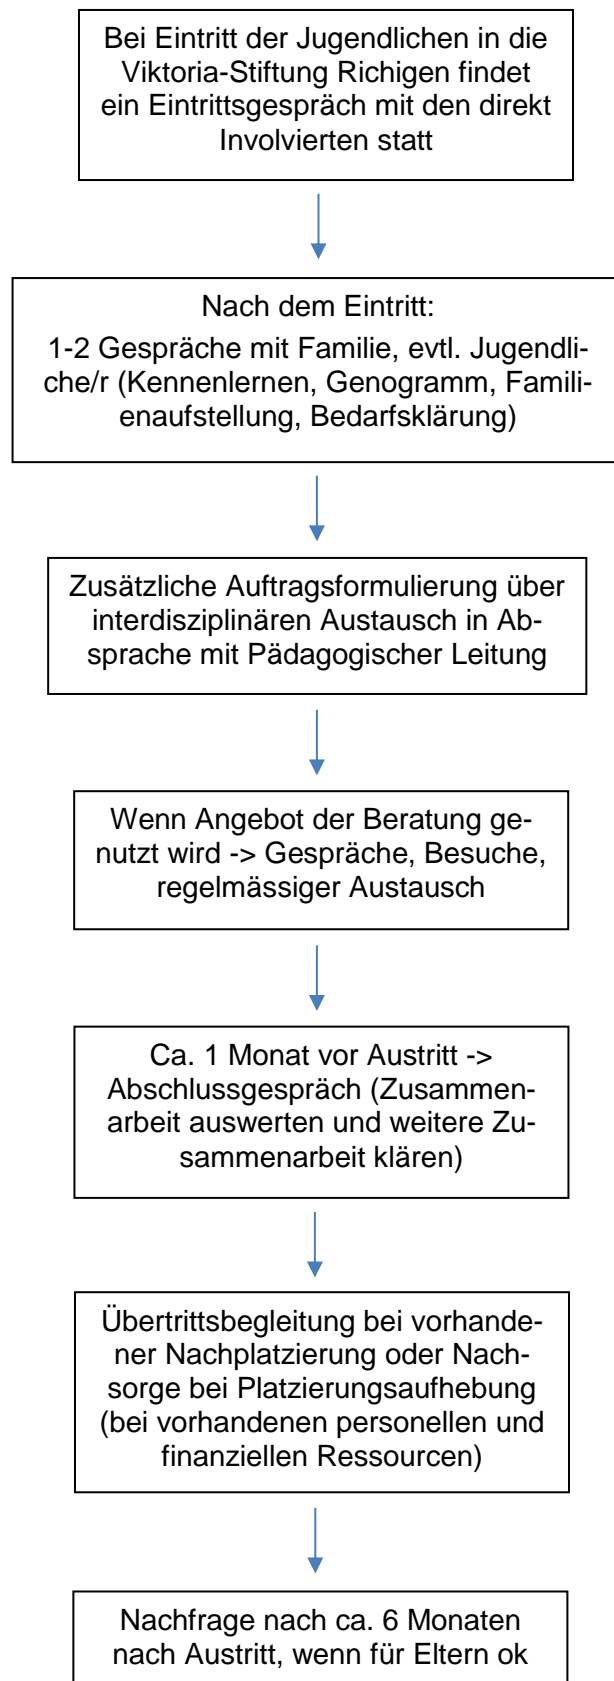 Bei Eintritt der Jugendlichen in die
Viktoria-Stiftung Richigen findet
ein Eintrittsgespräch mit den direkt
Involvierten statt
Nach dem Eintritt:
1-2 Gespräche mit Familie, evtl. Jugendli-
che/r (Kennenlernen, Genogramm, Famili-
enaufstellung, Bedarfsklärung)
Zusätzliche Auftragsformulierung über
interdisziplinären Austausch in Ab-
sprache mit Pädagogischer Leitung
Wenn Angebot der Beratung ge-
nutzt wird -> Gespräche, Besuche,
regelmässiger Austausch
Ca. 1 Monat vor Austritt ->
Abschlussgespräch (Zusammen-
arbeit auswerten und weitere Zu-
sammenarbeit klären)
Übertrittsbegleitung bei vorhande-
ner Nachplatzierung oder Nach-
sorge bei Platzierungsaufhebung
(bei vorhandenen personellen und
finanziellen Ressourcen)
Nachfrage nach ca. 6 Monaten
nach Austritt, wenn für Eltern ok